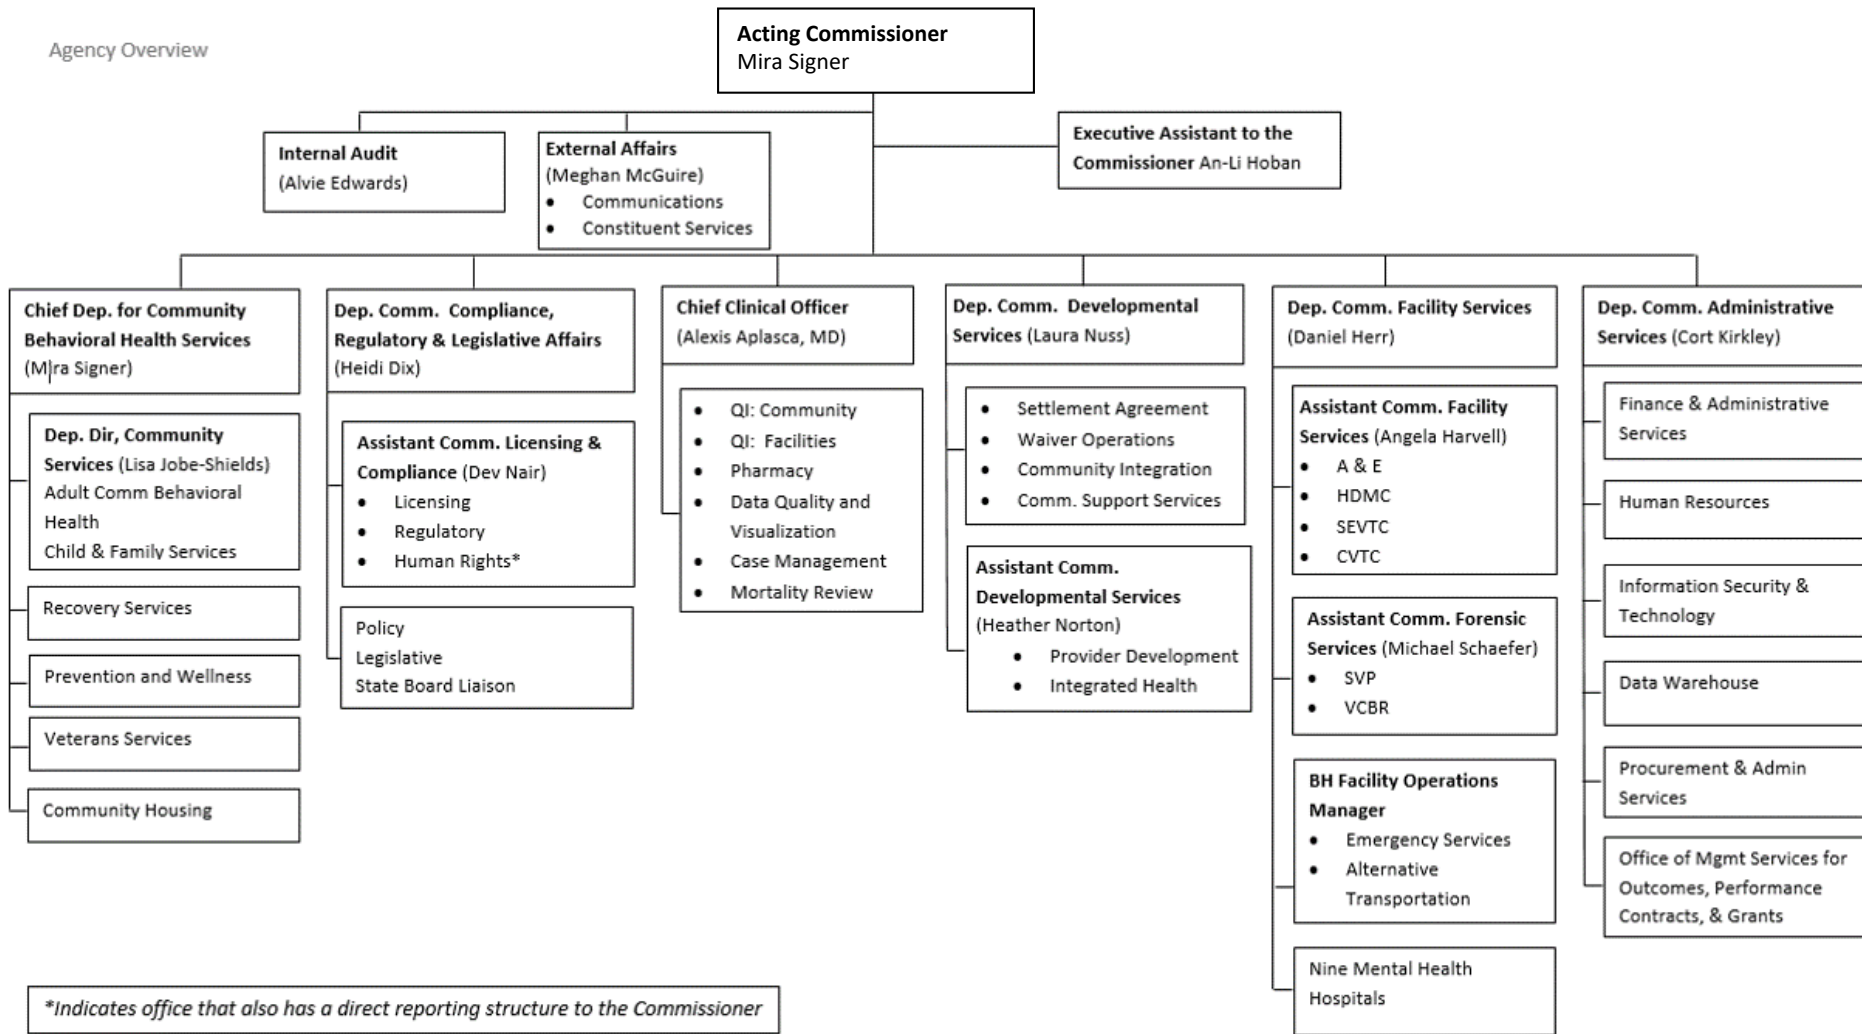 Agency Overview
Acting Commissioner
Mira Signer
Internal Audit
(Alvie Edwards)
External Affairs
(Meghan McGuire)
• Communications
• Constituent Services
Executive Assistant to the
Commissioner An-Li Hoban
Chief Dep. for Community
Behavioral Health Services
(Mira Signer)
Dep. Dir, Community
Services (Lisa Jobe-Shields)
Adult Comm Behavioral
Health
Child & Family Services
Recovery Services
Prevention and Wellness
Veterans Services
Community Housing
Dep. Comm. Compliance,
Regulatory & Legislative Affairs
(Heidi Dix)
Assistant Comm. Licensing &
Compliance (Dev Nair)
• Licensing
• Regulatory
• Human Rights*
Policy
Legislative
State Board Liaison
Chief Clinical Officer
(Alexis Aplasca, MD)
• QI: Community
• QI: Facilities
• Pharmacy
• Data Quality and
Visualization
• Case Management
• Mortality Review
Dep. Comm. Developmental
Services (Laura Nuss)
• Settlement Agreement
• Waiver Operations
• Community Integration
• Comm. Support Services
Assistant Comm.
Developmental Services
(Heather Norton)
• Provider Development
• Integrated Health
Dep. Comm. Facility Services
(Daniel Herr)
Assistant Comm. Facility
Services (Angela Harvell)
• A & E
• HDMC
• SEVTC
• CVTC
Assistant Comm. Forensic
Services (Michael Schaefer)
• SVP
• VCBR
BH Facility Operations
Manager
• Emergency Services
• Alternative
Transportation
Nine Mental Health
Hospitals
Dep. Comm. Administrative
Services (Cort Kirkley)
Finance & Administrative
Services
Human Resources
Information Security &
Technology
Data Warehouse
Procurement & Admin
Services
Office of Mgmt Services for
Outcomes, Performance
Contracts, & Grants
*Indicates office that also has a direct reporting structure to the Commissioner